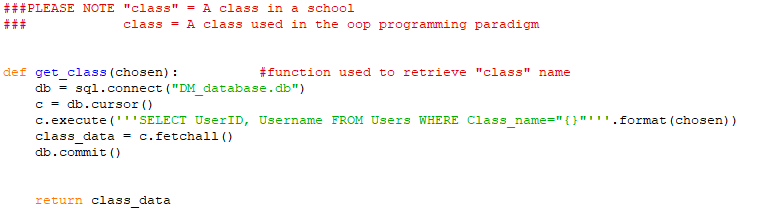 ###PLEASE NOTE "class" = A class in a school
###            class = A class used in the oop programming paradigm
def get_class(chosen):          #function used to retrieve "class" name
    db = sql.connect("DM_database.db")
    c = db.cursor()
    c.execute('''SELECT UserID, Username FROM Users WHERE Class_name="{}"'''.format(chosen))
    class_data = c.fetchall()
    db.commit()
    return class_data